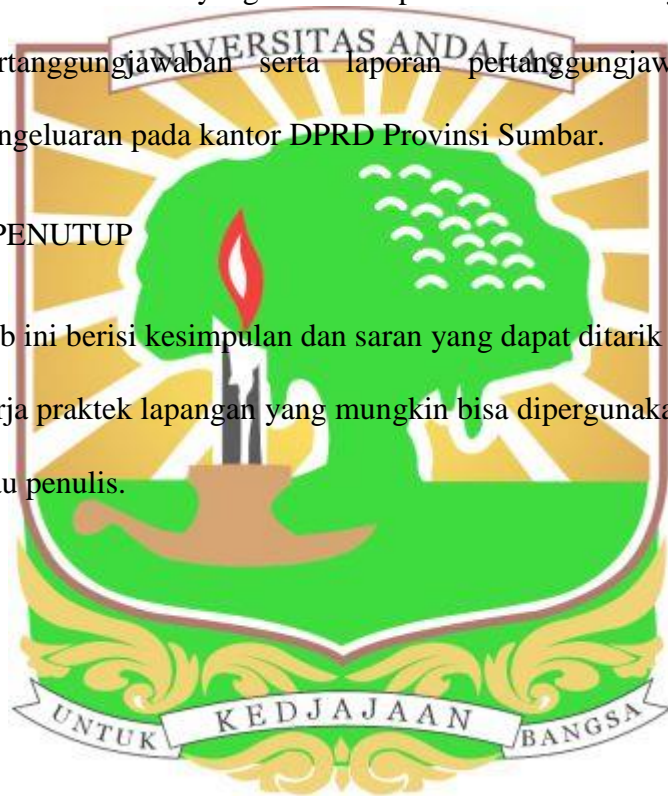 UNIVERSITAS ANDALAS
rtanggungjawaban serta laporan pertanggungjaw
ngeluaran pada kantor DPRD Provinsi Sumbar.
PENUTUP
b ini berisi kesimpulan dan saran yang dapat ditarik
rja praktek lapangan yang mungkin bisa dipergunaka
au penulis.
UNTUK KEDJAJAAN BANGSA